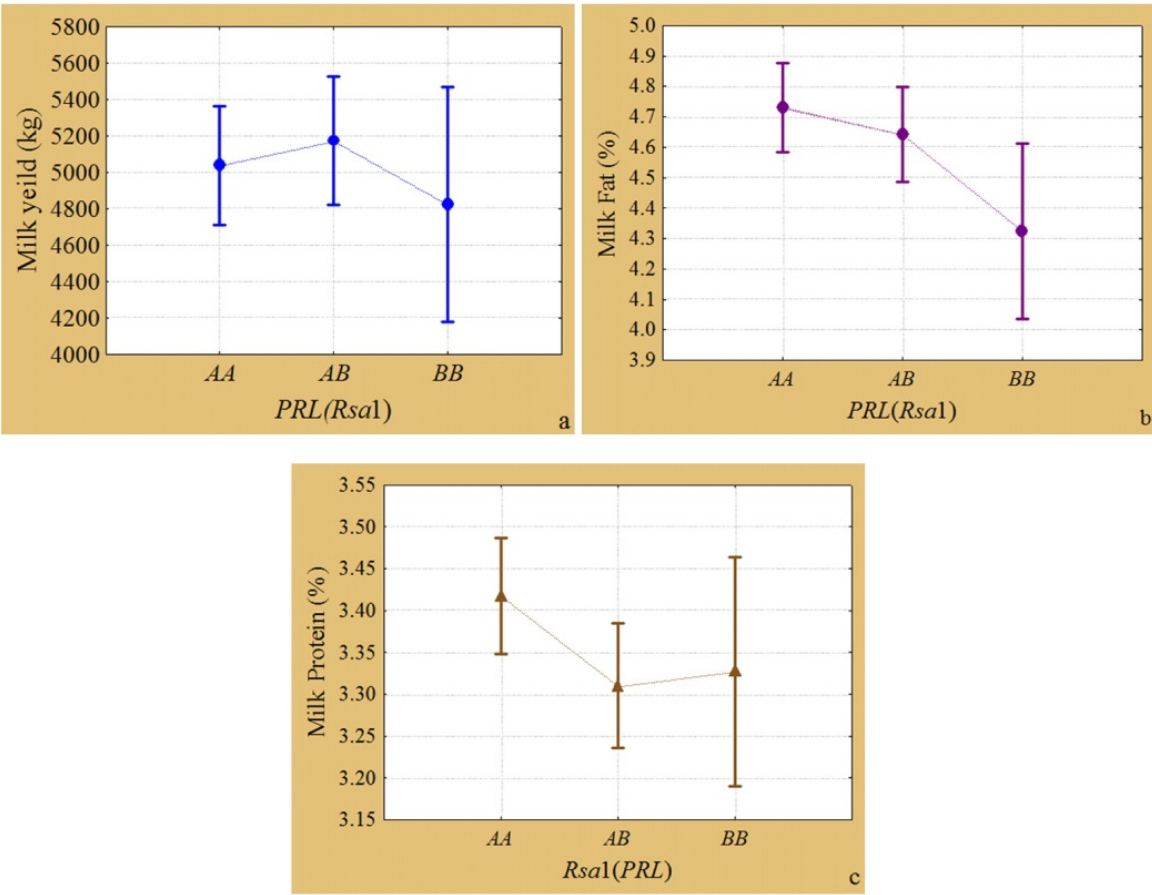 Milk yeild (kg)
5800
5600
5400
5200
5000
4800
4600
4400
4200
4000
AA AB BB
PRL(Rsa1)
a
Milk Fat (%)
5.0
4.9
4.8
4.7
4.6
4.5
4.4
4.3
4.2
4.1
4.0
3.9
AA AB BB
PRL(Rsa1)
b
Milk Protein (%)
3.55
3.50
3.45
3.40
3.35
3.30
3.25
3.20
3.15
AA AB BB
Rsa1(PRL)
c